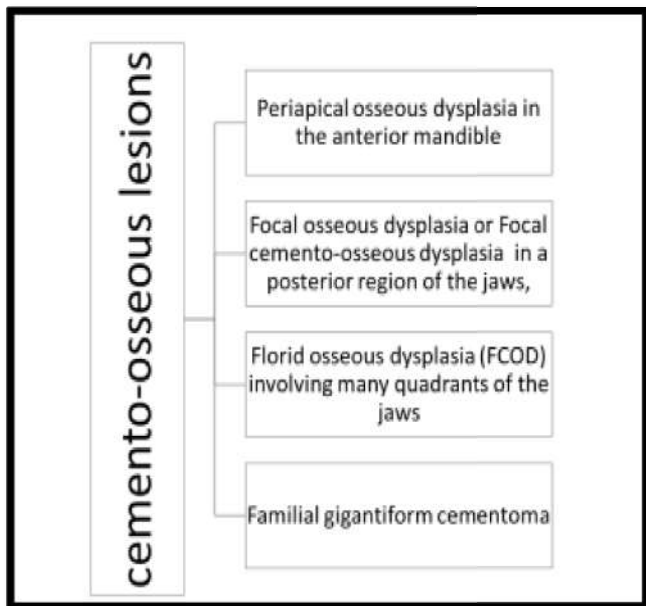 cemento-osseous lesions
Periapical osseous dysplasia in
the anterior mandible
Focal osseous dysplasia or Focal
cemento-osseous dysplasia in a
posterior region of the jaws,
Florid osseous dysplasia (FCOD)
involving many quadrants of the
jaws
Familial gigantiform cementoma